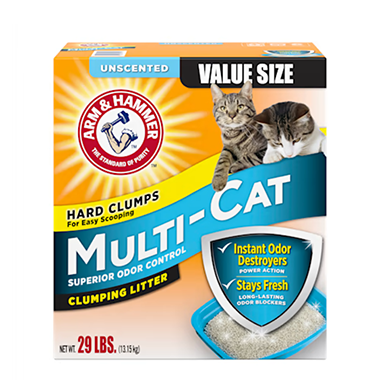 UNSCENTED
VALUE SIZE
ARM & HAMMER
THE STANDARD OF PURITY
HARD CLUMPS
For Easy Scooping
MULTI-CAT
SUPERIOR ODOR CONTROL
CLUMPING LITTER
Instant Odor
Destroyers
POWER ACTION
Stays Fresh
LONG-LASTING
ODOR BLOCKERS
NET WT. 29 LBS. (13.15 kg)